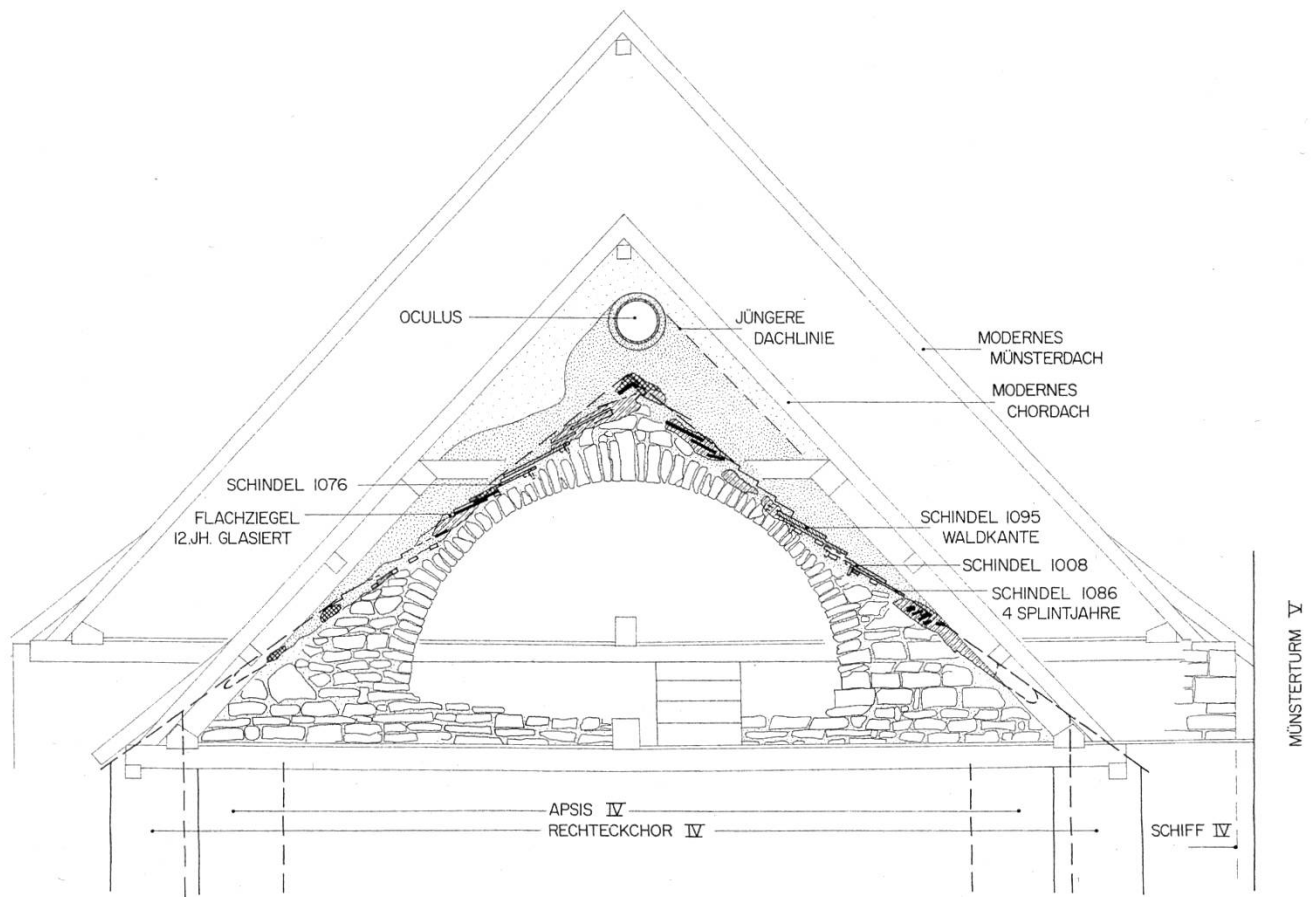 OCULUS
JÜNGERE
DACHLINIE
MODERNES
MÜNSTERDACH
MODERNES
CHORDACH
SCHINDEL 1076
FLACHZIEGEL
12.JH. GLASIERT
SCHINDEL 1095
WALDKANTE
SCHINDEL 1008
SCHINDEL 1086
4 SPLINTJAHRE
MÜNSTERTURM V
APSIS IV
RECHTECKCHOR IV
SCHIFF IV